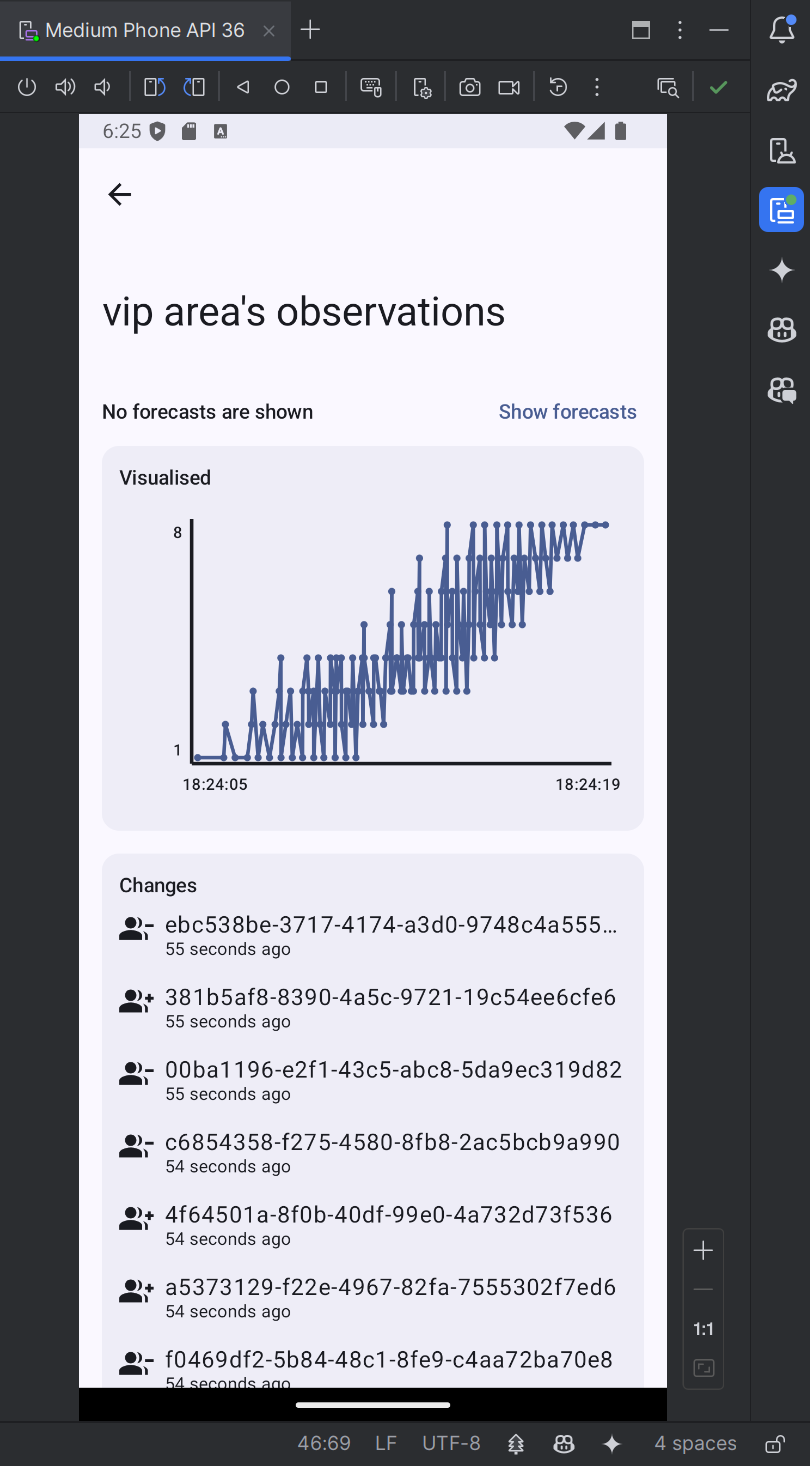 Medium Phone API 36
6:25
A
vip area's observations
No forecasts are shown
Show forecasts
Visualised
8
1
18:24:05
18:24:19
Changes
ebc538be-3717-4174-a3d0-9748c4a555…
55 seconds ago
381b5af8-8390-4a5c-9721-19c54ee6cfe6
55 seconds ago
00ba1196-e2f1-43c5-abc8-5da9ec319d82
55 seconds ago
c6854358-f275-4580-8fb8-2ac5bcb9a990
54 seconds ago
4f64501a-8f0b-40df-99e0-4a732d73f536
54 seconds ago
a5373129-f22e-4967-82fa-7555302f7ed6
54 seconds ago
f0469df2-5b84-48c1-8fe9-c4aa72ba70e8
54 seconds ago
1:1
46:69
LF
UTF-8
4 spaces